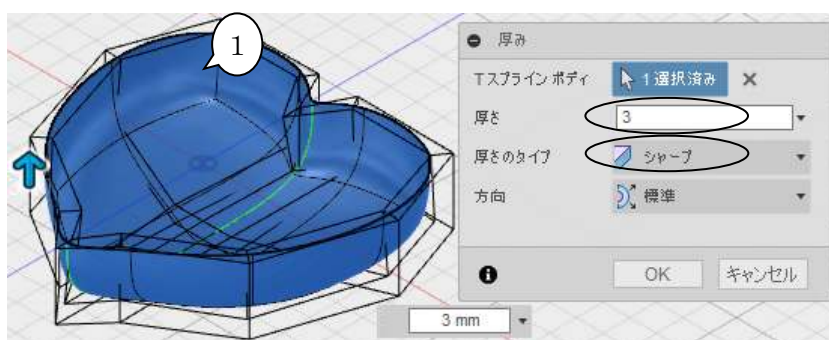 1
厚み
Tスプライン ボディ 1 選択済み
厚さ 3
厚さのタイプ シャープ
方向 標準
OK キャンセル
3 mm